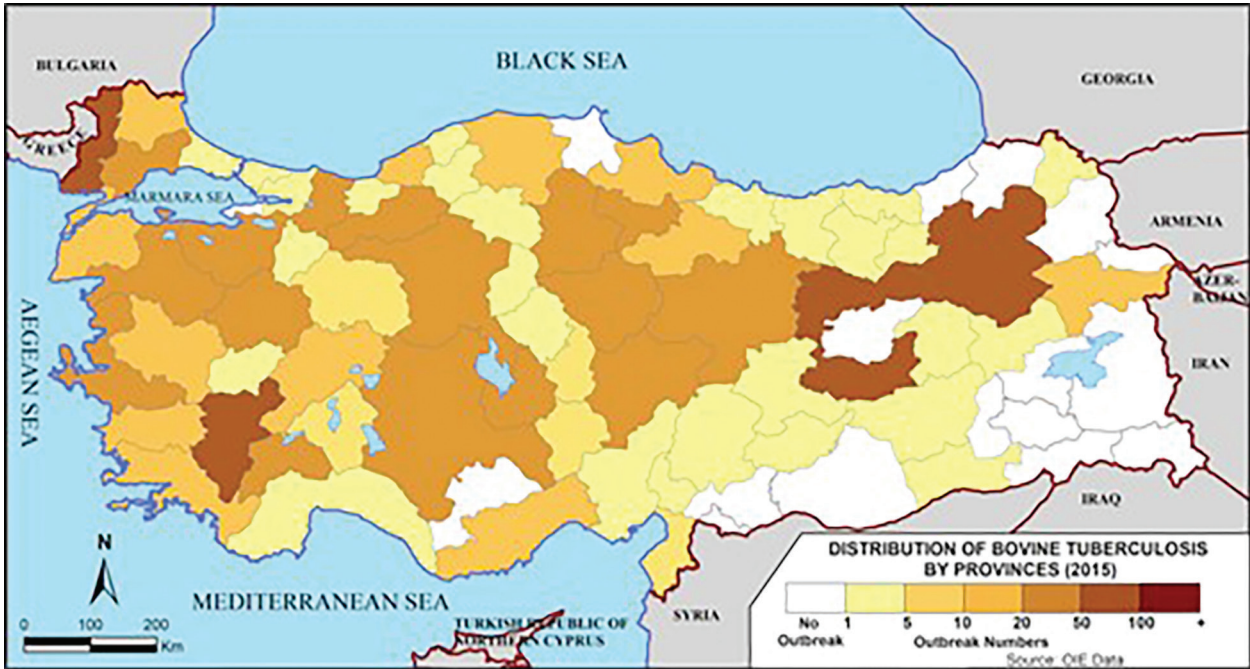 BULGARIA
BLACK SEA
GEORGIA
GREECE
MARMARA SEA
ARMENIA
AZER-
BAIJAN
AEGEAN SEA
IRAN
IRAQ
N
MEDITERRANEAN SEA
0 100 200
Km
TURKISH REPUBLIC OF
NORTHERN CYPRUS
SYRIA
DISTRIBUTION OF BOVINE TUBERCULOSIS
BY PROVINCES (2015)
No 1 5 10 20 50 100 +
Outbreak Outbreak Numbers
Source: OIE Data